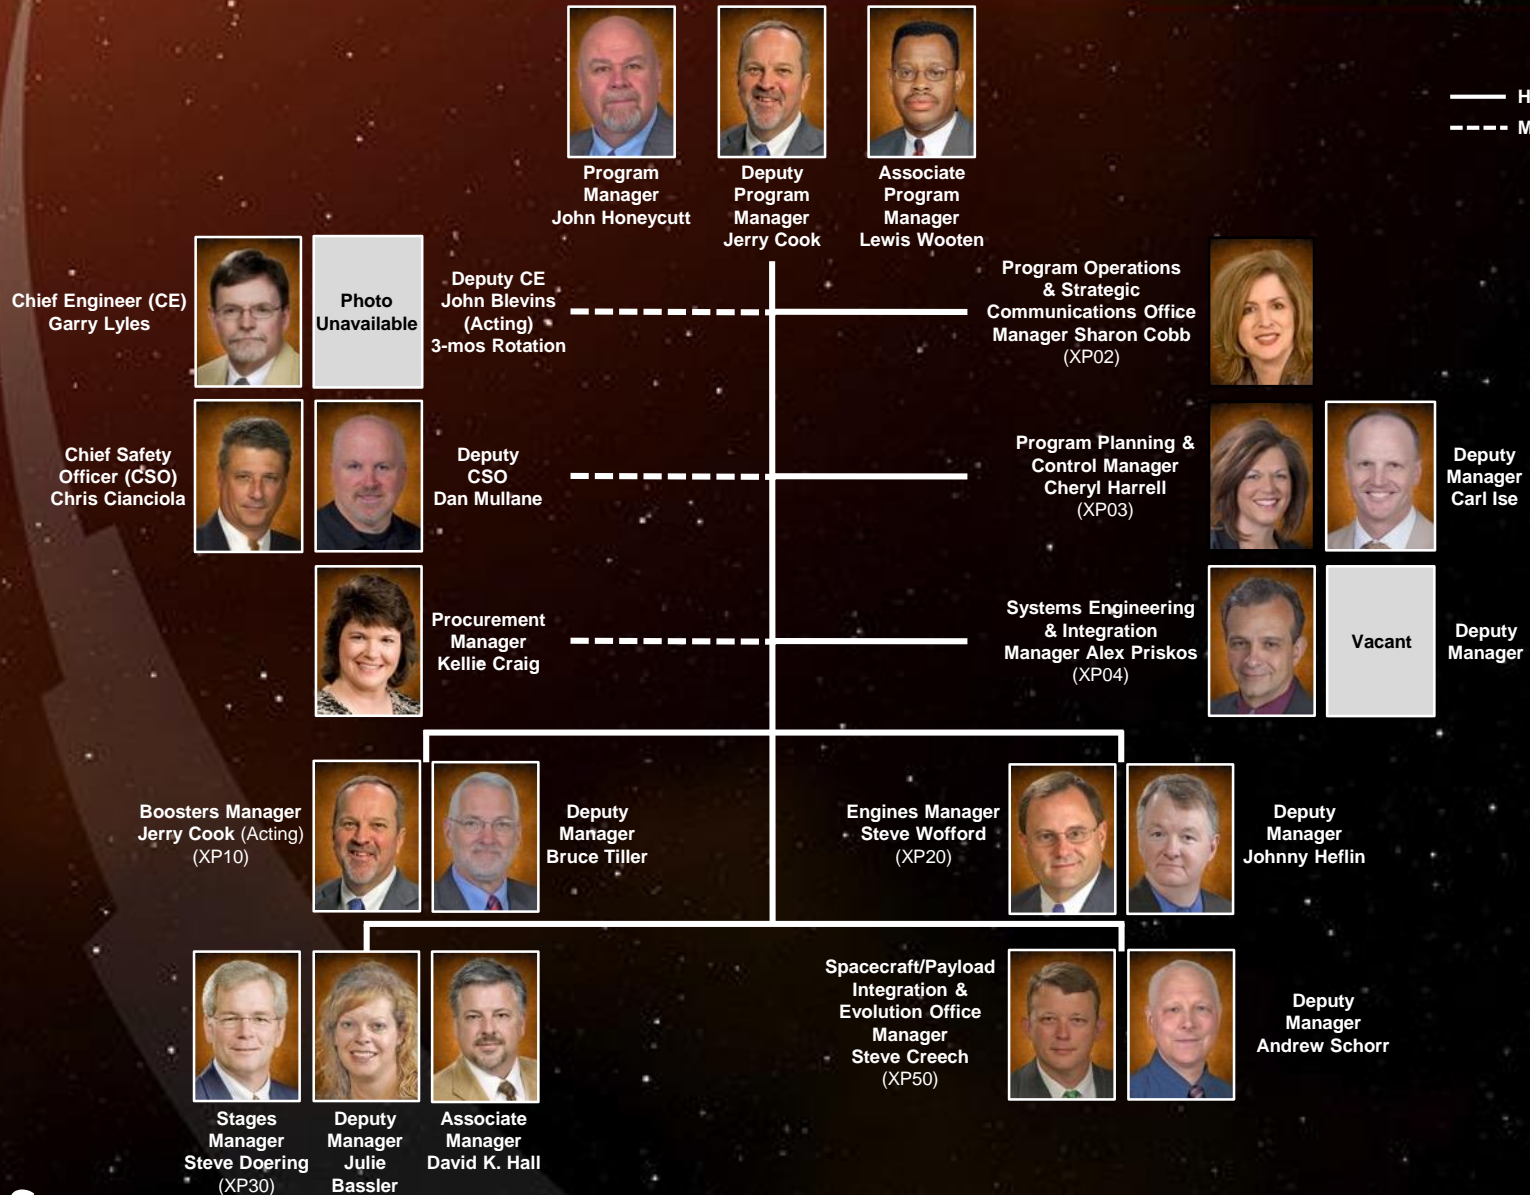 Program
Manager
John Honeycutt
Deputy
Program
Manager
Jerry Cook
Associate
Program
Manager
Lewis Wooten
Chief Engineer (CE)
Garry Lyles
Photo
Unavailable
Deputy CE
John Blevins
(Acting)
3-mos Rotation
Program Operations
& Strategic
Communications Office
Manager Sharon Cobb
(XP02)
Chief Safety
Officer (CSO)
Chris Cianciola
Deputy
CSO
Dan Mullane
Program Planning &
Control Manager
Cheryl Harrell
(XP03)
Deputy
Manager
Carl Ise
Procurement
Manager
Kellie Craig
Systems Engineering
& Integration
Manager Alex Priskos
(XP04)
Vacant
Deputy
Manager
Boosters Manager
Jerry Cook (Acting)
(XP10)
Deputy
Manager
Bruce Tiller
Engines Manager
Steve Wofford
(XP20)
Deputy
Manager
Johnny Heflin
Stages
Manager
Steve Doering
(XP30)
Deputy
Manager
Julie
Bassler
Associate
Manager
David K. Hall
Spacecraft/Payload
Integration &
Evolution Office
Manager
Steve Creech
(XP50)
Deputy
Manager
Andrew Schorr